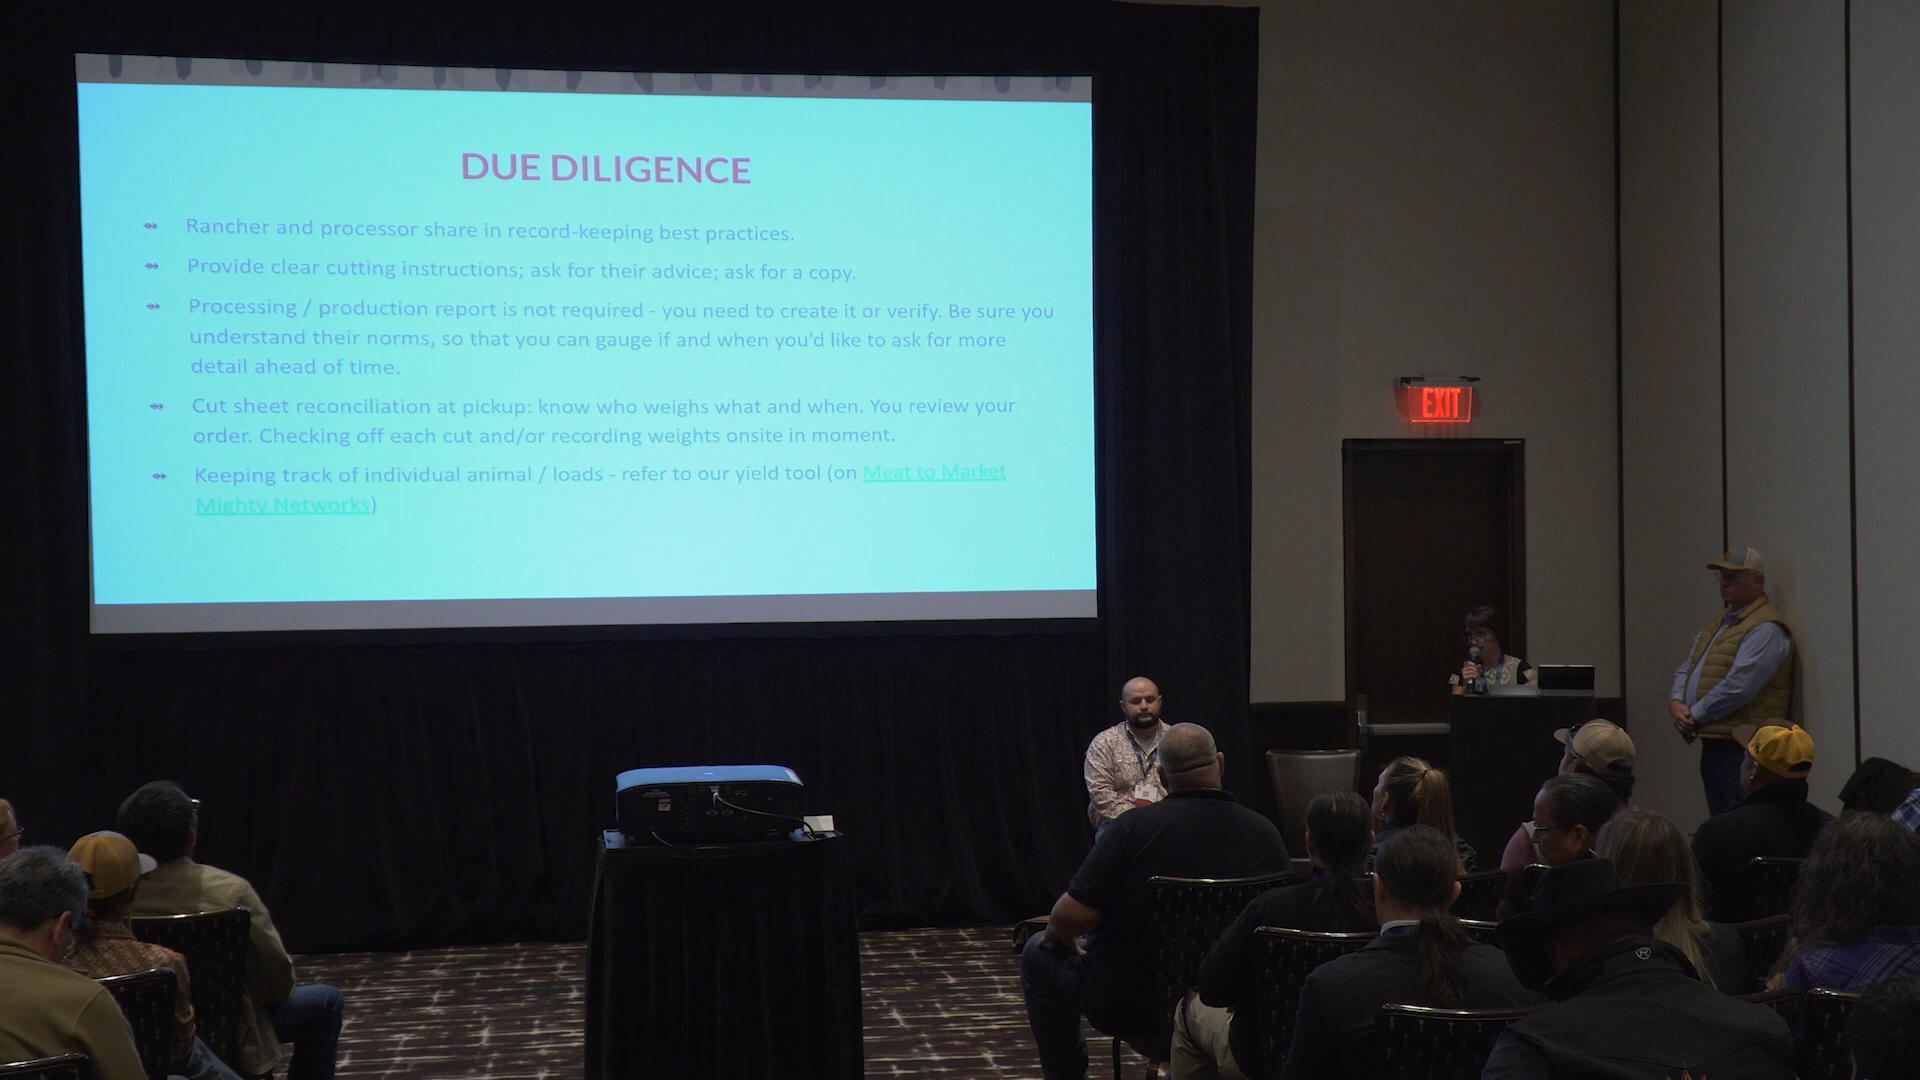 DUE DILIGENCE
Rancher and processor share in record-keeping best practices.
Provide clear cutting instructions; ask for their advice; ask for a copy.
Processing / production report is not required - you need to create it or verify. Be sure you
understand their norms, so that you can gauge if and when you'd like to ask for more
detail ahead of time.
Cut sheet reconciliation at pickup: know who weighs what and when. You review your
order. Checking off each cut and/or recording weights onsite in moment.
Keeping track of individual animal / loads - refer to our yield tool (on Meat to Market
Mighty Networks)
EXIT